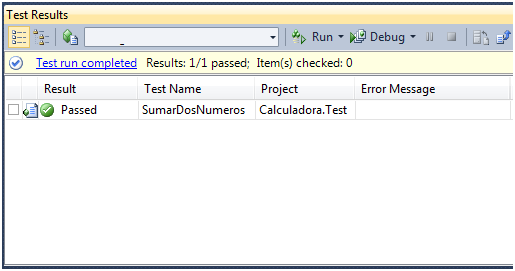 Test Results
Run Debug
Test run completed Results: 1/1 passed; Item(s) checked: 0
Result Test Name Project Error Message
Passed SumarDosNumeros Calculadora.Test